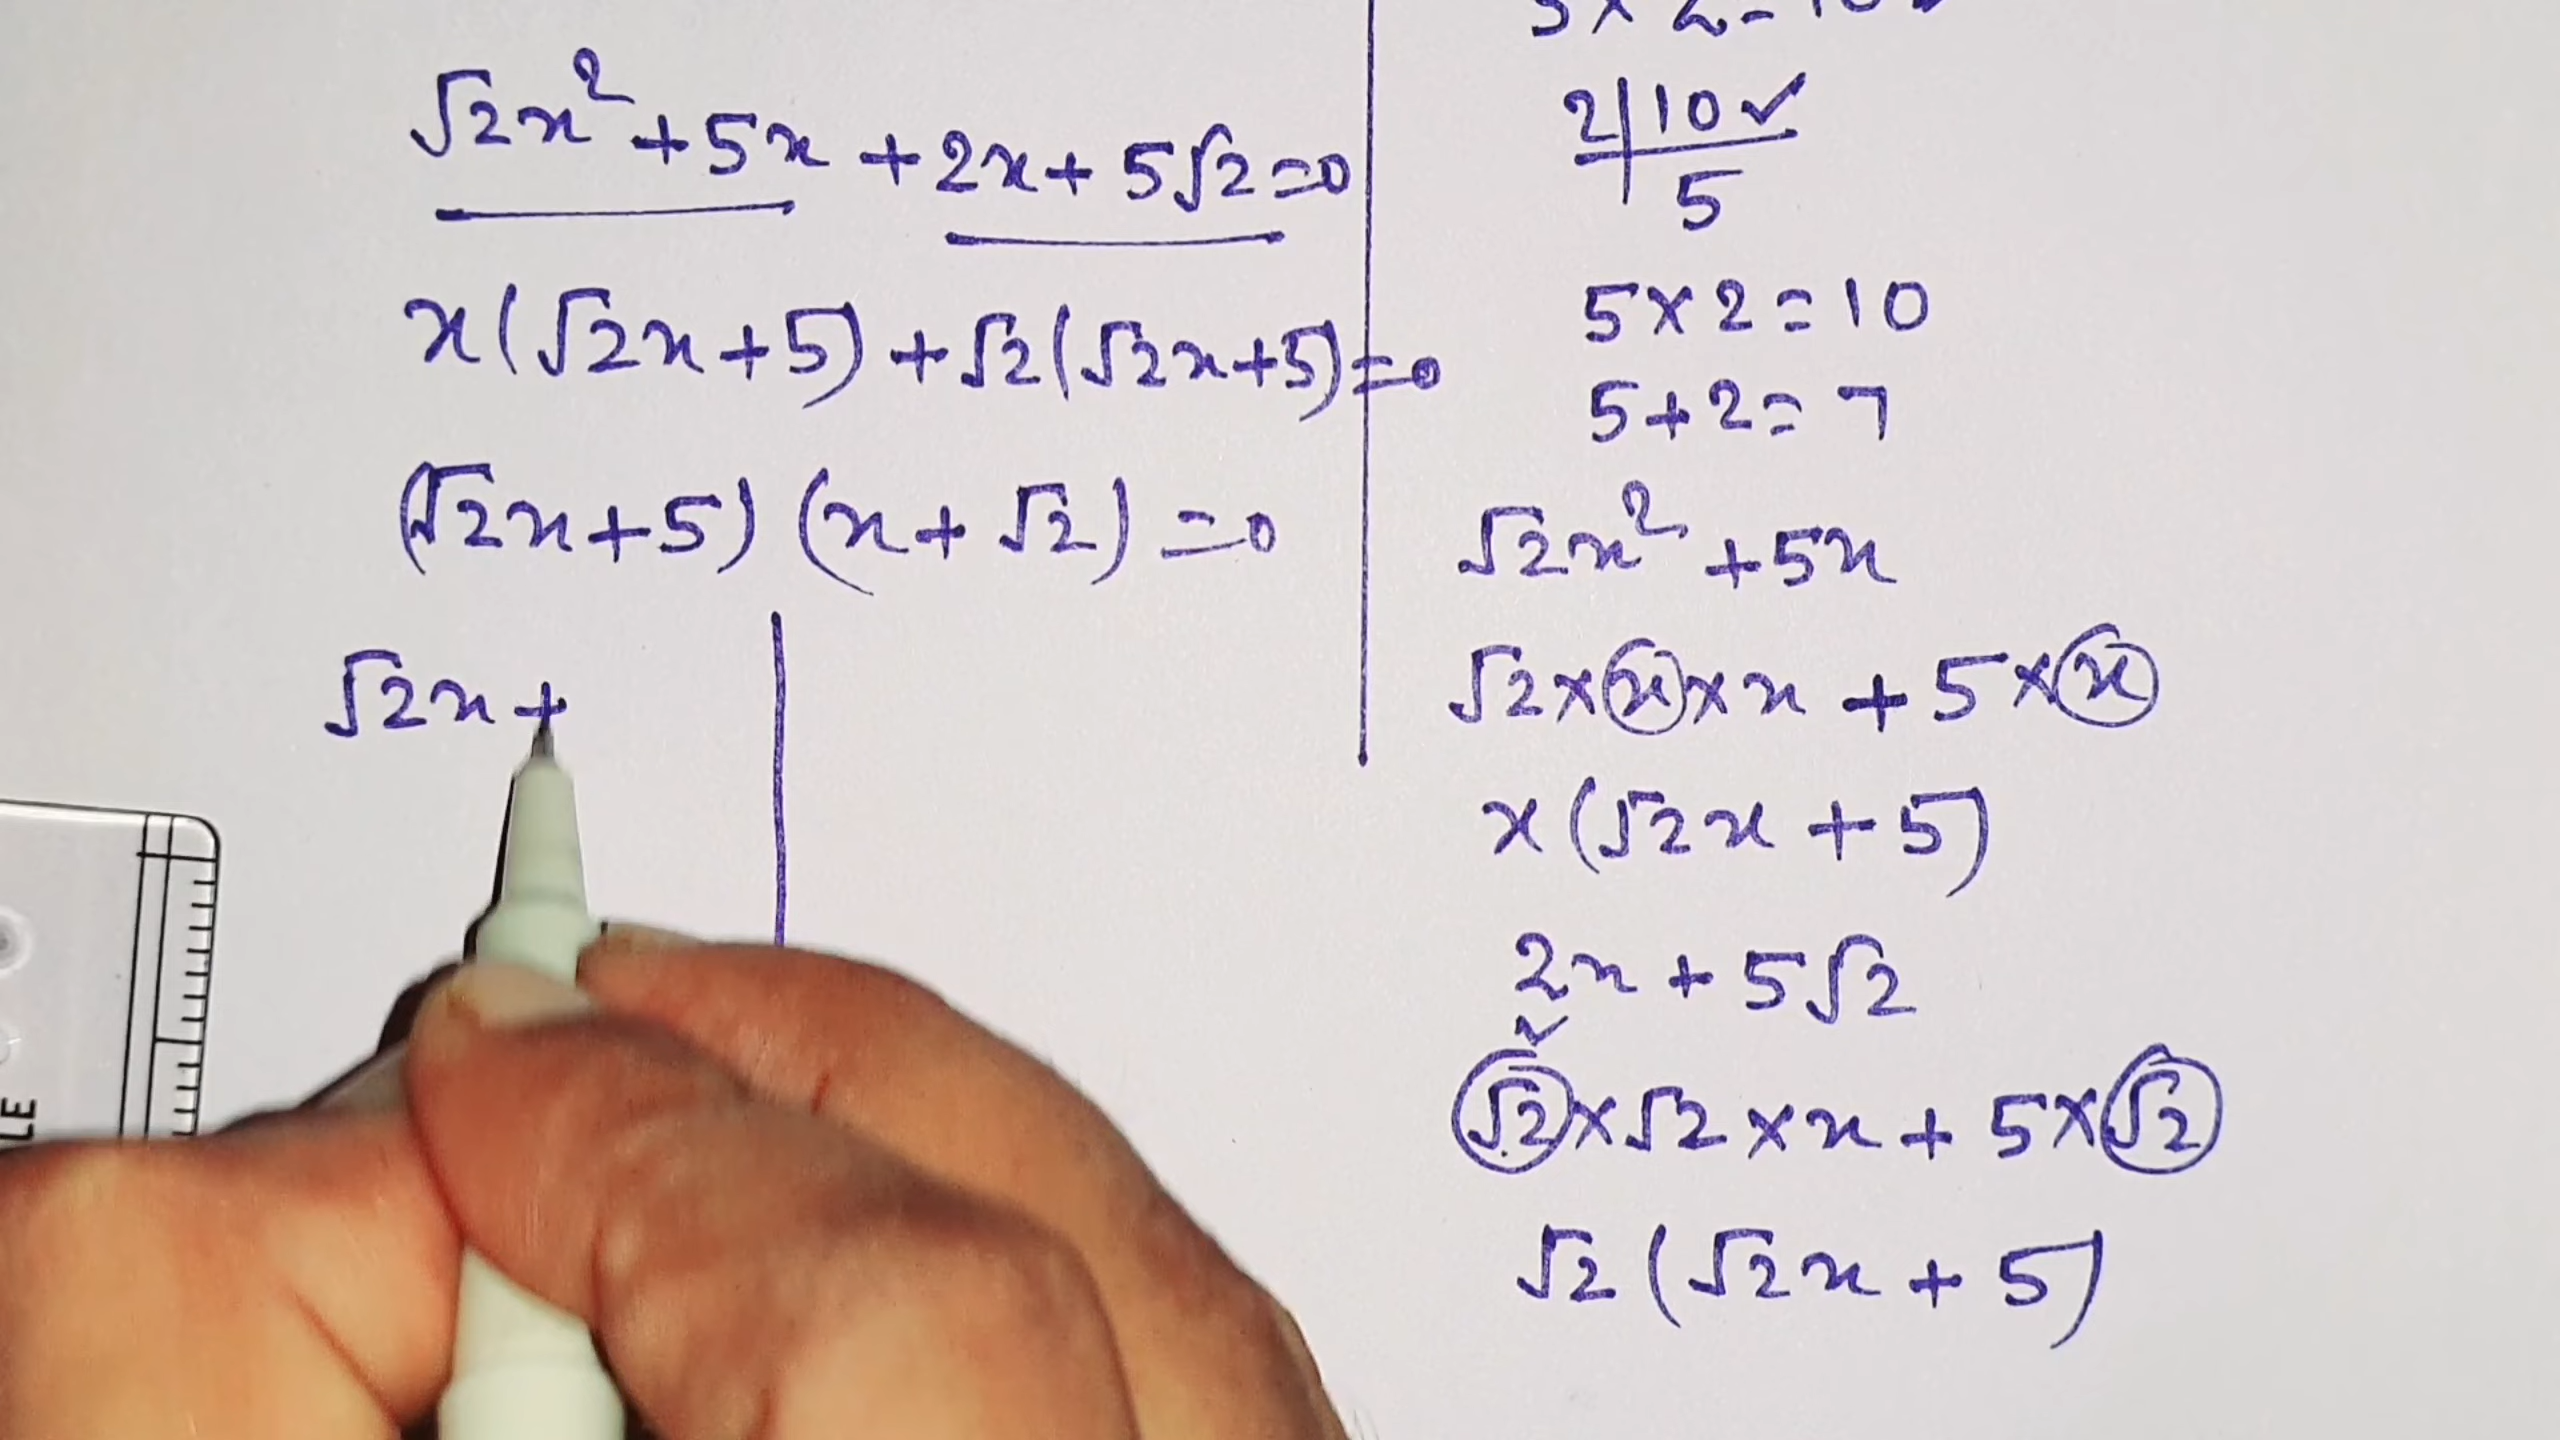 √2x² + 5x + 2x + 5√2 = 0
x(√2x + 5) + √2(√2x + 5) = 0
(√2x + 5) (x + √2) = 0
√2x +
2|10 ✓
5
5 × 2 = 10
5 + 2 = 7
√2x² + 5x
√2 × x × x + 5 × x
x(√2x + 5)
2x + 5√2
√2 × √2 × x + 5 × √2
√2(√2x + 5)
LE